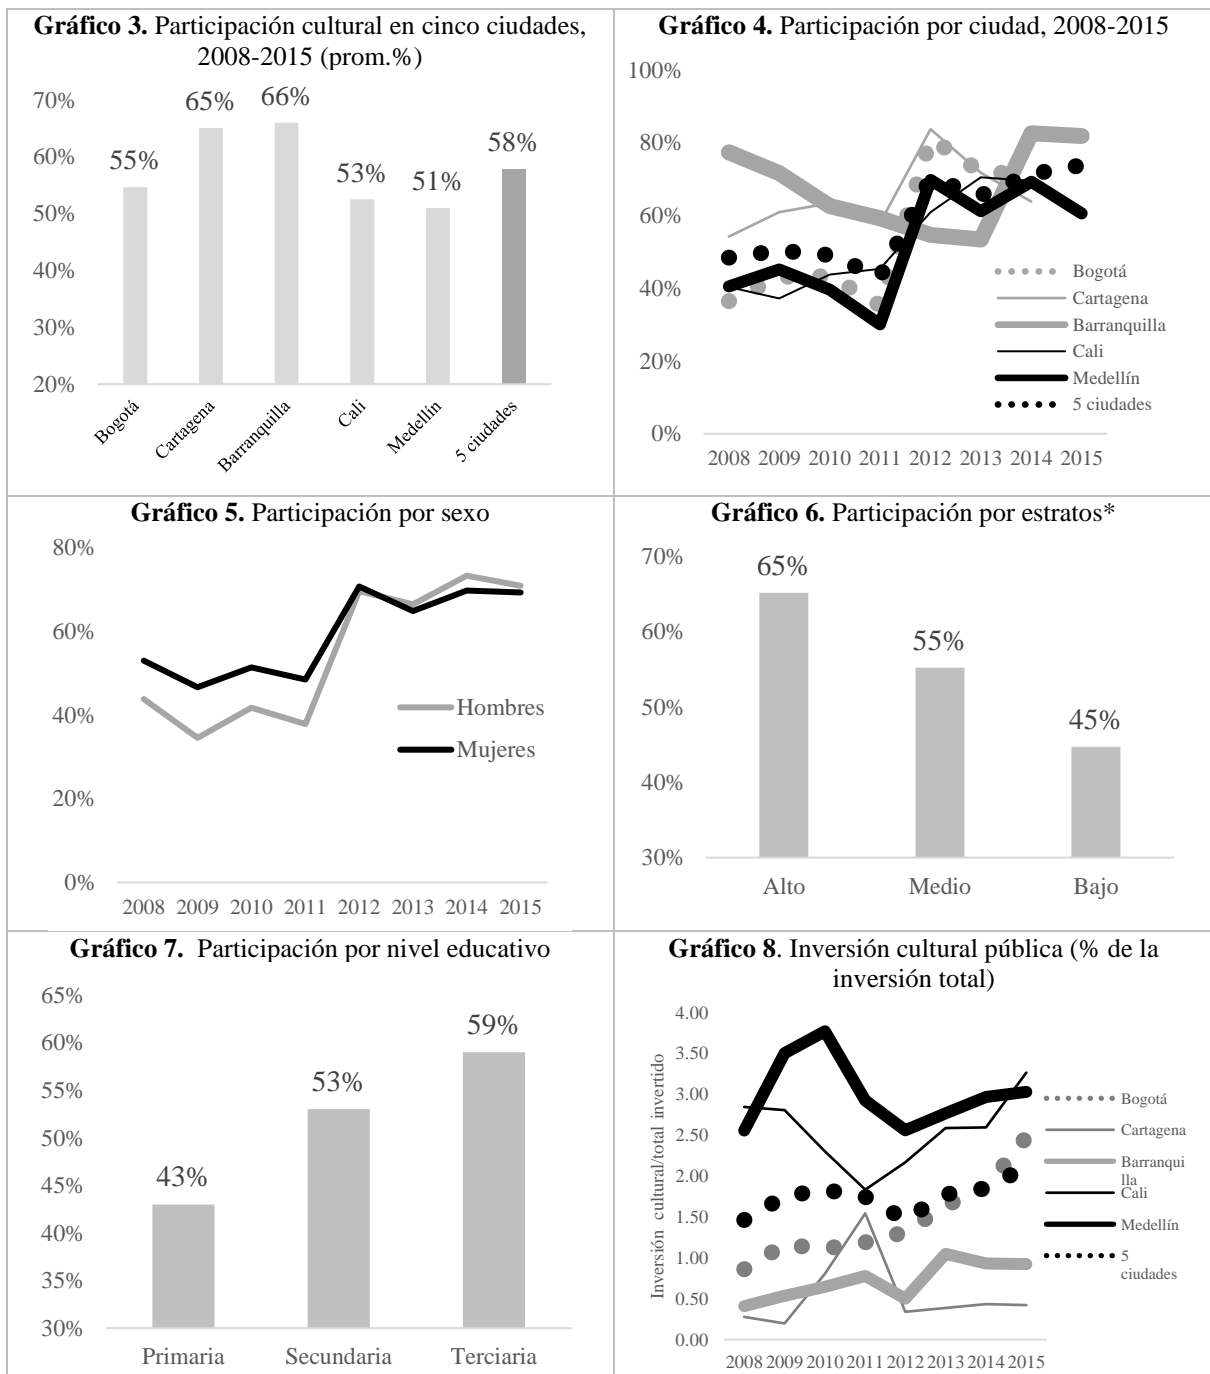 Gráfico 3. Participación cultural en cinco ciudades,
2008-2015 (prom.%)
70%
60%
50%
40%
30%
20%
55%
65%
66%
53%
51%
58%
Bogotá
Cartagena
Barranquilla
Cali
Medellín
5 ciudades
Gráfico 4. Participación por ciudad, 2008-2015
100%
80%
60%
40%
20%
0%
Bogotá
Cartagena
Barranquilla
Cali
Medellín
5 ciudades
2008 2009 2010 2011 2012 2013 2014 2015
Gráfico 5. Participación por sexo
80%
60%
40%
20%
0%
Hombres
Mujeres
2008 2009 2010 2011 2012 2013 2014 2015
Gráfico 6. Participación por estratos*
70%
60%
50%
40%
30%
65%
55%
45%
Alto Medio Bajo
Gráfico 7. Participación por nivel educativo
65%
60%
55%
50%
45%
40%
35%
30%
43%
53%
59%
Primaria Secundaria Terciaria
Gráfico 8. Inversión cultural pública (% de la
inversión total)
Inversión cultural/total invertido
4.00
3.50
3.00
2.50
2.00
1.50
1.00
0.50
0.00
Bogotá
Cartagena
Barranqui
lla
Cali
Medellín
5
ciudades
2008 2009 2010 2011 2012 2013 2014 2015